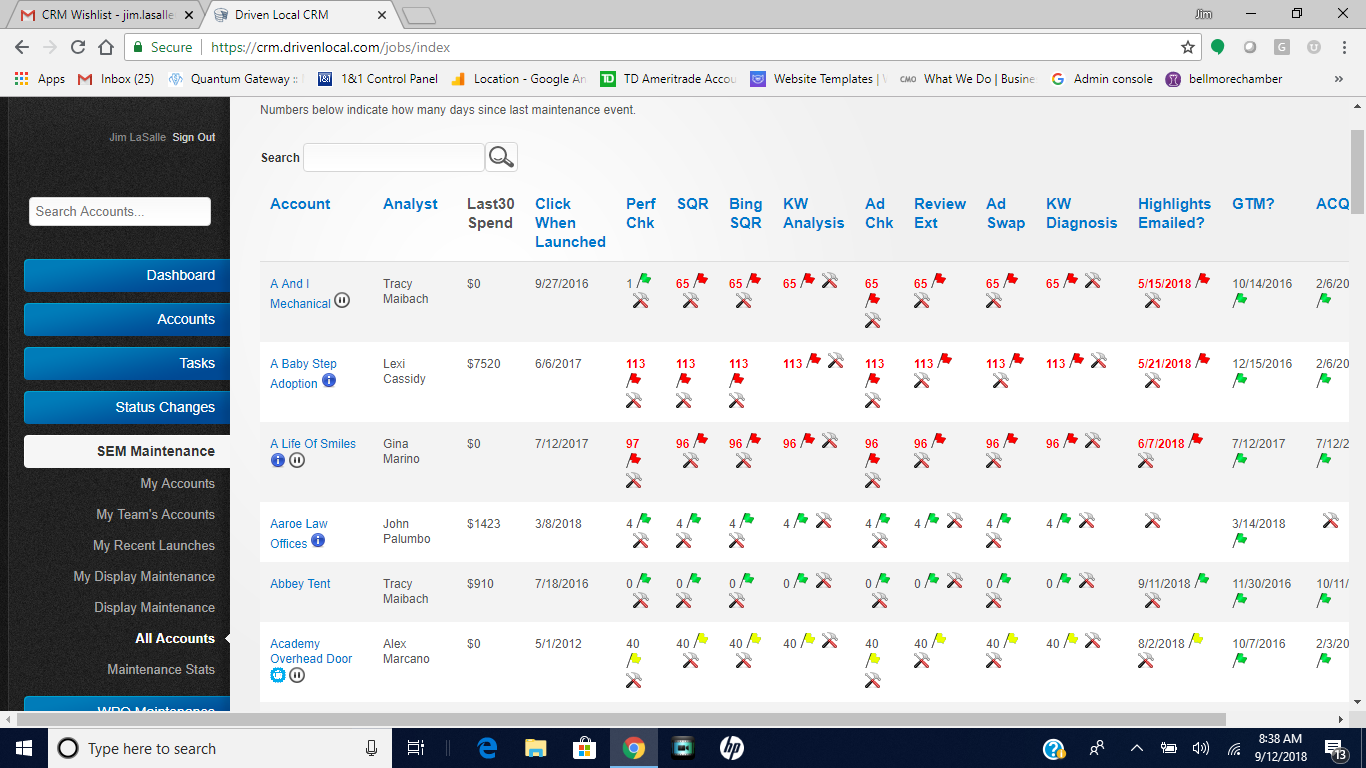 CRM Wishlist - jim.lasalle
Driven Local CRM
Jim
Secure
https://crm.drivenlocal.com/jobs/index
Apps
Inbox (25)
Quantum Gateway ::
1&1 Control Panel
Location - Google An
TD Ameritrade Accou
Website Templates |
CMO What We Do | Busine
Admin console
bellmorechamber
»
Numbers below indicate how many days since last maintenance event.
Jim LaSalle Sign Out
Search
Search Accounts...
Dashboard
Accounts
Tasks
Status Changes
SEM Maintenance
My Accounts
My Team's Accounts
My Recent Launches
My Display Maintenance
Display Maintenance
All Accounts
Maintenance Stats
WPO Maintenance
Account Analyst Last30 Spend Click When Launched Perf Chk SQR Bing SQR KW Analysis Ad Chk Review Ext Ad Swap KW Diagnosis Highlights Emailed? GTM? ACQ
A And I Mechanical Tracy Maibach $0 9/27/2016 1 65 65 65 65 65 65 65 5/15/2018 10/14/2016 2/6/20
A Baby Step Adoption Lexi Cassidy $7520 6/6/2017 113 113 113 113 113 113 113 113 5/21/2018 12/15/2016 2/6/20
A Life Of Smiles Gina Marino $0 7/12/2017 97 96 96 96 96 96 96 96 6/7/2018 7/12/2017 7/12/2
Aaroe Law Offices John Palumbo $1423 3/8/2018 4 4 4 4 4 4 4 4 3/14/2018
Abbey Tent Tracy Maibach $910 7/18/2016 0 0 0 0 0 0 0 0 9/11/2018 11/30/2016 10/11/
Academy Overhead Door Alex Marcano $0 5/1/2012 40 40 40 40 40 40 40 40 8/2/2018 10/7/2016 2/3/20
Type here to search
hp
8:38 AM
9/12/2018
13